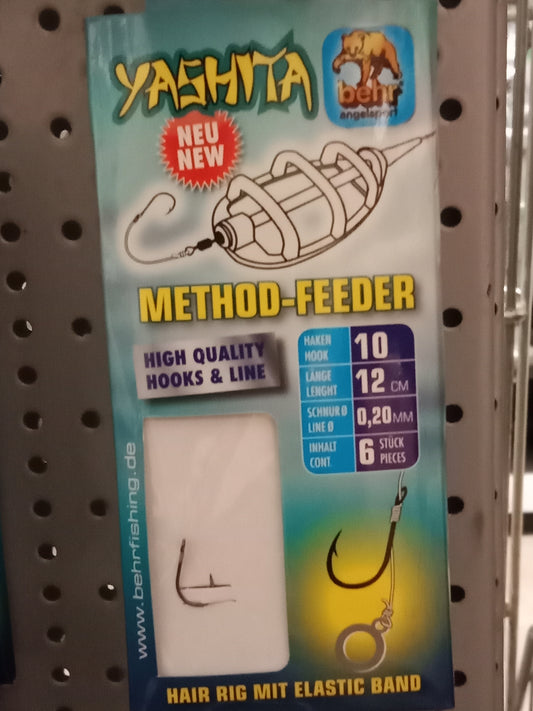 YASHITA
behr
angelsport
NEU
NEW
METHOD-FEEDER
HIGH QUALITY
HOOKS & LINE
HAKEN
HOOK
10
LÄNGE
LENGHT
12 CM
SCHNUR Ø
LINE Ø
0,20 MM
INHALT
CONT.
6 STÜCK
PIECES
www.behrfishing.de
HAIR RIG MIT ELASTIC BAND